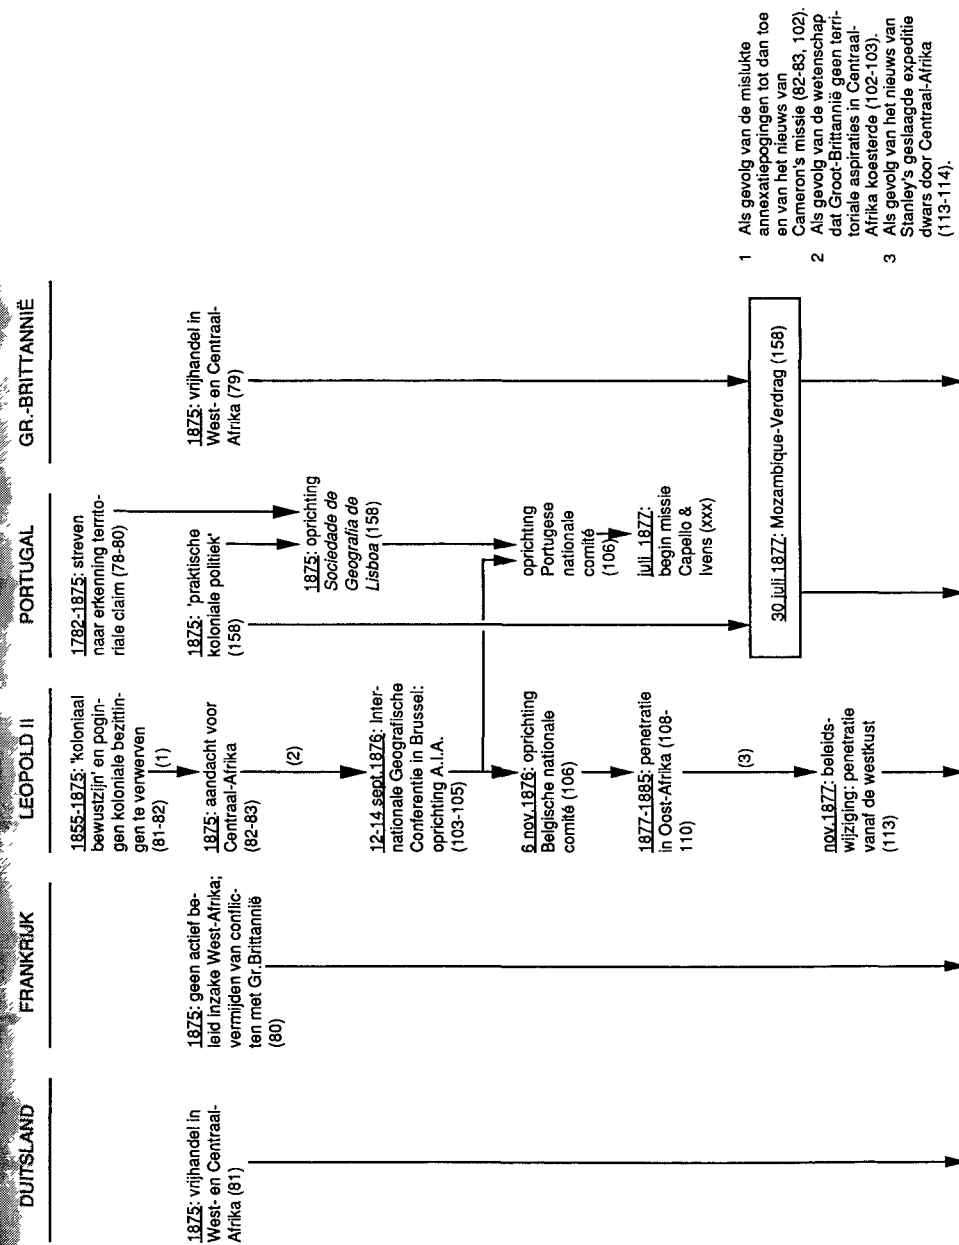 DUITSLAND
1875: vrijhandel in
West- en Centraal-
Afrika (81)
FRANKRIJK
1875: geen actief be-
leid inzake West-Afrika;
vermijden van conflic-
ten met Gr.Brittannië
(80)
LEOPOLD II
1855-1875: 'koloniaal
bewustzijn' en pogin-
gen koloniale bezittin-
gen te verwerven
(81-82)
(1)
1875: aandacht voor
Centraal-Afrika
(82-83)
(2)
12-14 sept.1876: Inter-
nationale Geografische
Conferentie in Brussel:
oprichting A.I.A.
(103-105)
6 nov.1876: oprichting
Belgische nationale
comité (106)
1877-1885: penetratie
in Oost-Afrika (108-
110)
(3)
nov.1877: beleids-
wijziging: penetratie
vanaf de westkust
(113)
PORTUGAL
1782-1875: streven
naar erkenning territo-
riale claim (78-80)
1875: 'praktische
koloniale politiek'
(158)
1875: oprichting
Sociedade de
Geografia de
Lisboa (158)
oprichting
Portugese
nationale
comité
(106)
juli 1877:
begin missie
Capello &
Ivens (xxx)
GR.-BRITTANNIË
1875: vrijhandel in
West- en Centraal-
Afrika (79)
30 juli 1877: Mozambique-Verdrag (158)
1 Als gevolg van de mislukte
annexatiepogingen tot dan toe
en van het nieuws van
Cameron's missie (82-83, 102).
2 Als gevolg van de wetenschap
dat Groot-Brittannië geen terri-
toriale aspiraties in Centraal-
Afrika koesterde (102-103).
3 Als gevolg van het nieuws van
Stanley's geslaagde expeditie
dwars door Centraal-Afrika
(113-114).